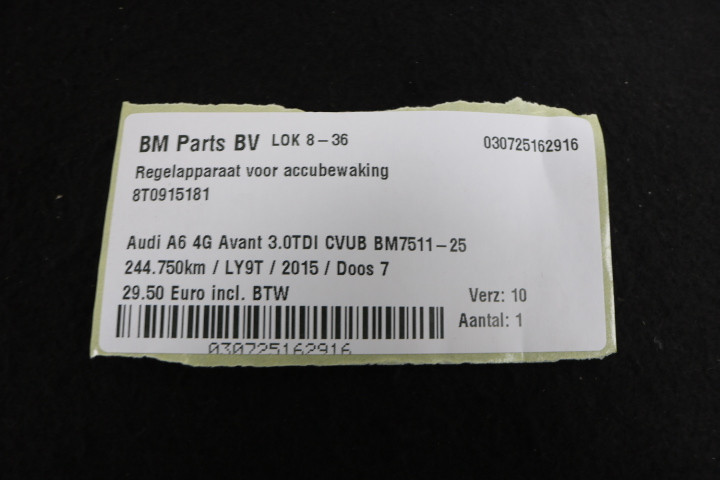 BM Parts BV LOK 8-36 030725162916
Regelapparaat voor accubewaking
8T0915181
Audi A6 4G Avant 3.0TDI CVUB BM7511-25
244.750km / LY9T / 2015 / Doos 7
29.50 Euro incl. BTW Verz: 10
Aantal: 1
030725162916